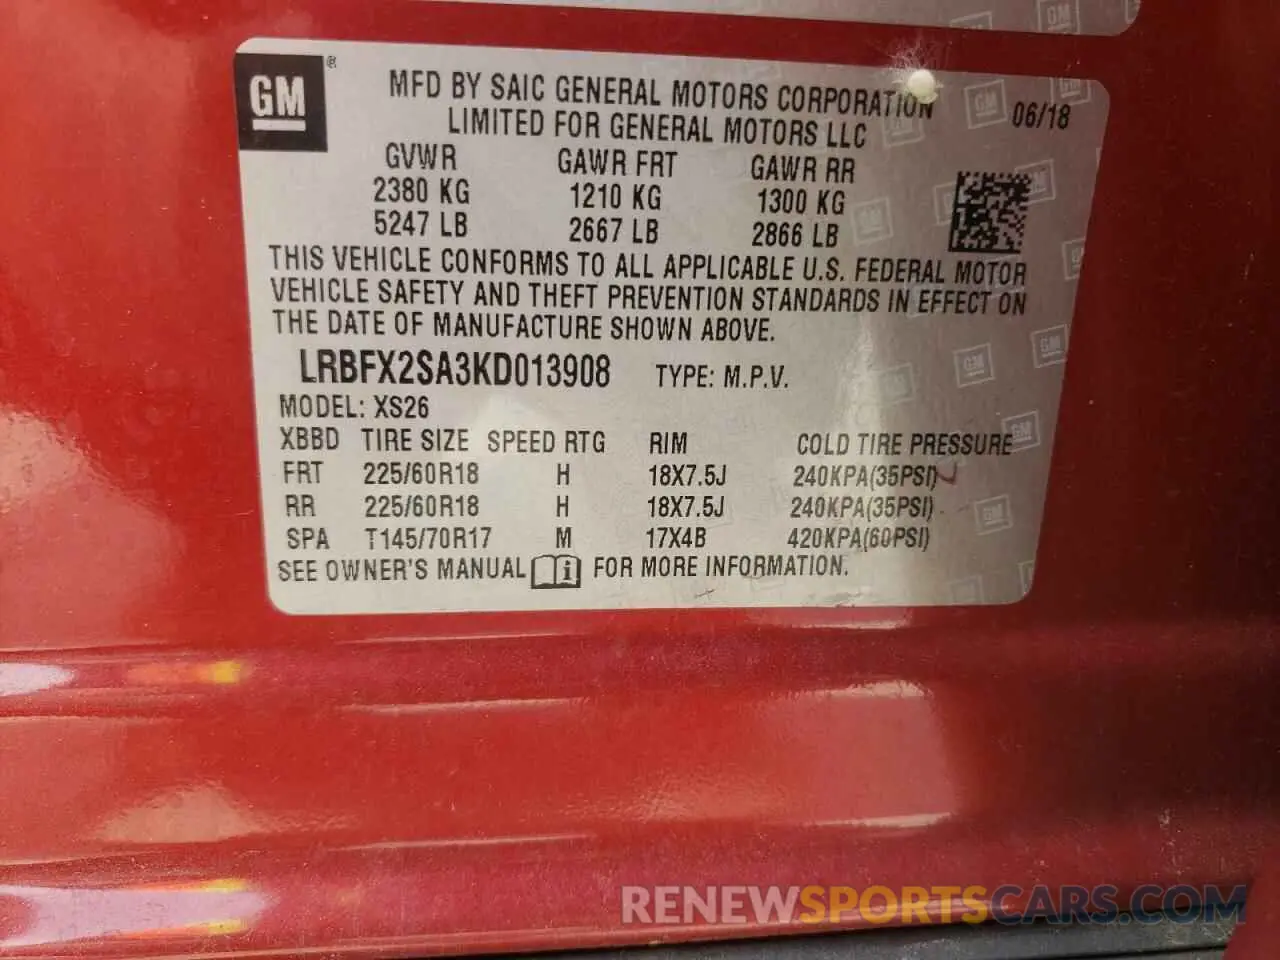 GM ®
MFD BY SAIC GENERAL MOTORS CORPORATION
LIMITED FOR GENERAL MOTORS LLC
06/18
GVWR GAWR FRT GAWR RR
2380 KG 1210 KG 1300 KG
5247 LB 2667 LB 2866 LB
THIS VEHICLE CONFORMS TO ALL APPLICABLE U.S. FEDERAL MOTOR
VEHICLE SAFETY AND THEFT PREVENTION STANDARDS IN EFFECT ON
THE DATE OF MANUFACTURE SHOWN ABOVE.
LRBFX2SA3KD013908 TYPE: M.P.V.
MODEL: XS26
XBBD TIRE SIZE SPEED RTG RIM COLD TIRE PRESSURE
FRT 225/60R18 H 18X7.5J 240KPA(35PSI)
RR 225/60R18 H 18X7.5J 240KPA(35PSI)
SPA T145/70R17 M 17X4B 420KPA(60PSI)
SEE OWNER'S MANUAL i FOR MORE INFORMATION.
RENEWSPORTSCARS.COM